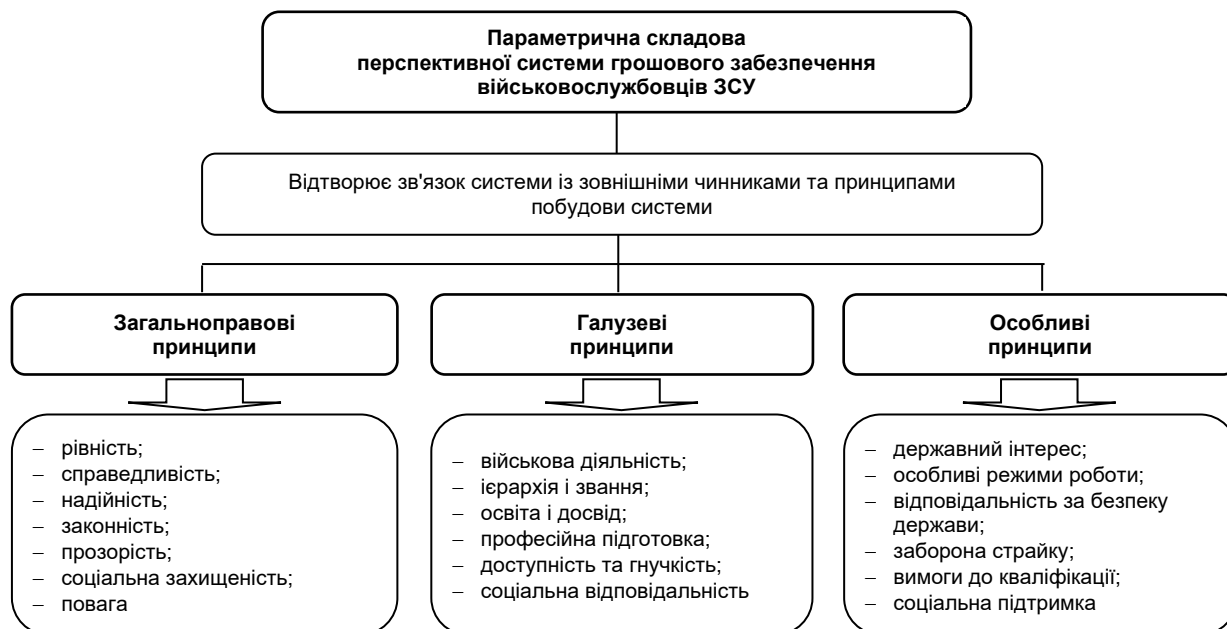 Параметрична складова
перспективної системи грошового забезпечення
військовослужбовців ЗСУ
Відтворює зв'язок системи із зовнішніми чинниками та принципами
побудови системи
Загальноправові
принципи
– рівність;
– справедливість;
– надійність;
– законність;
– прозорість;
– соціальна захищеність;
– повага
Галузеві
принципи
– військова діяльність;
– ієрархія і звання;
– освіта і досвід;
– професійна підготовка;
– доступність та гнучкість;
– соціальна відповідальність
Особливі
принципи
– державний інтерес;
– особливі режими роботи;
– відповідальність за безпеку
держави;
– заборона страйку;
– вимоги до кваліфікації;
– соціальна підтримка